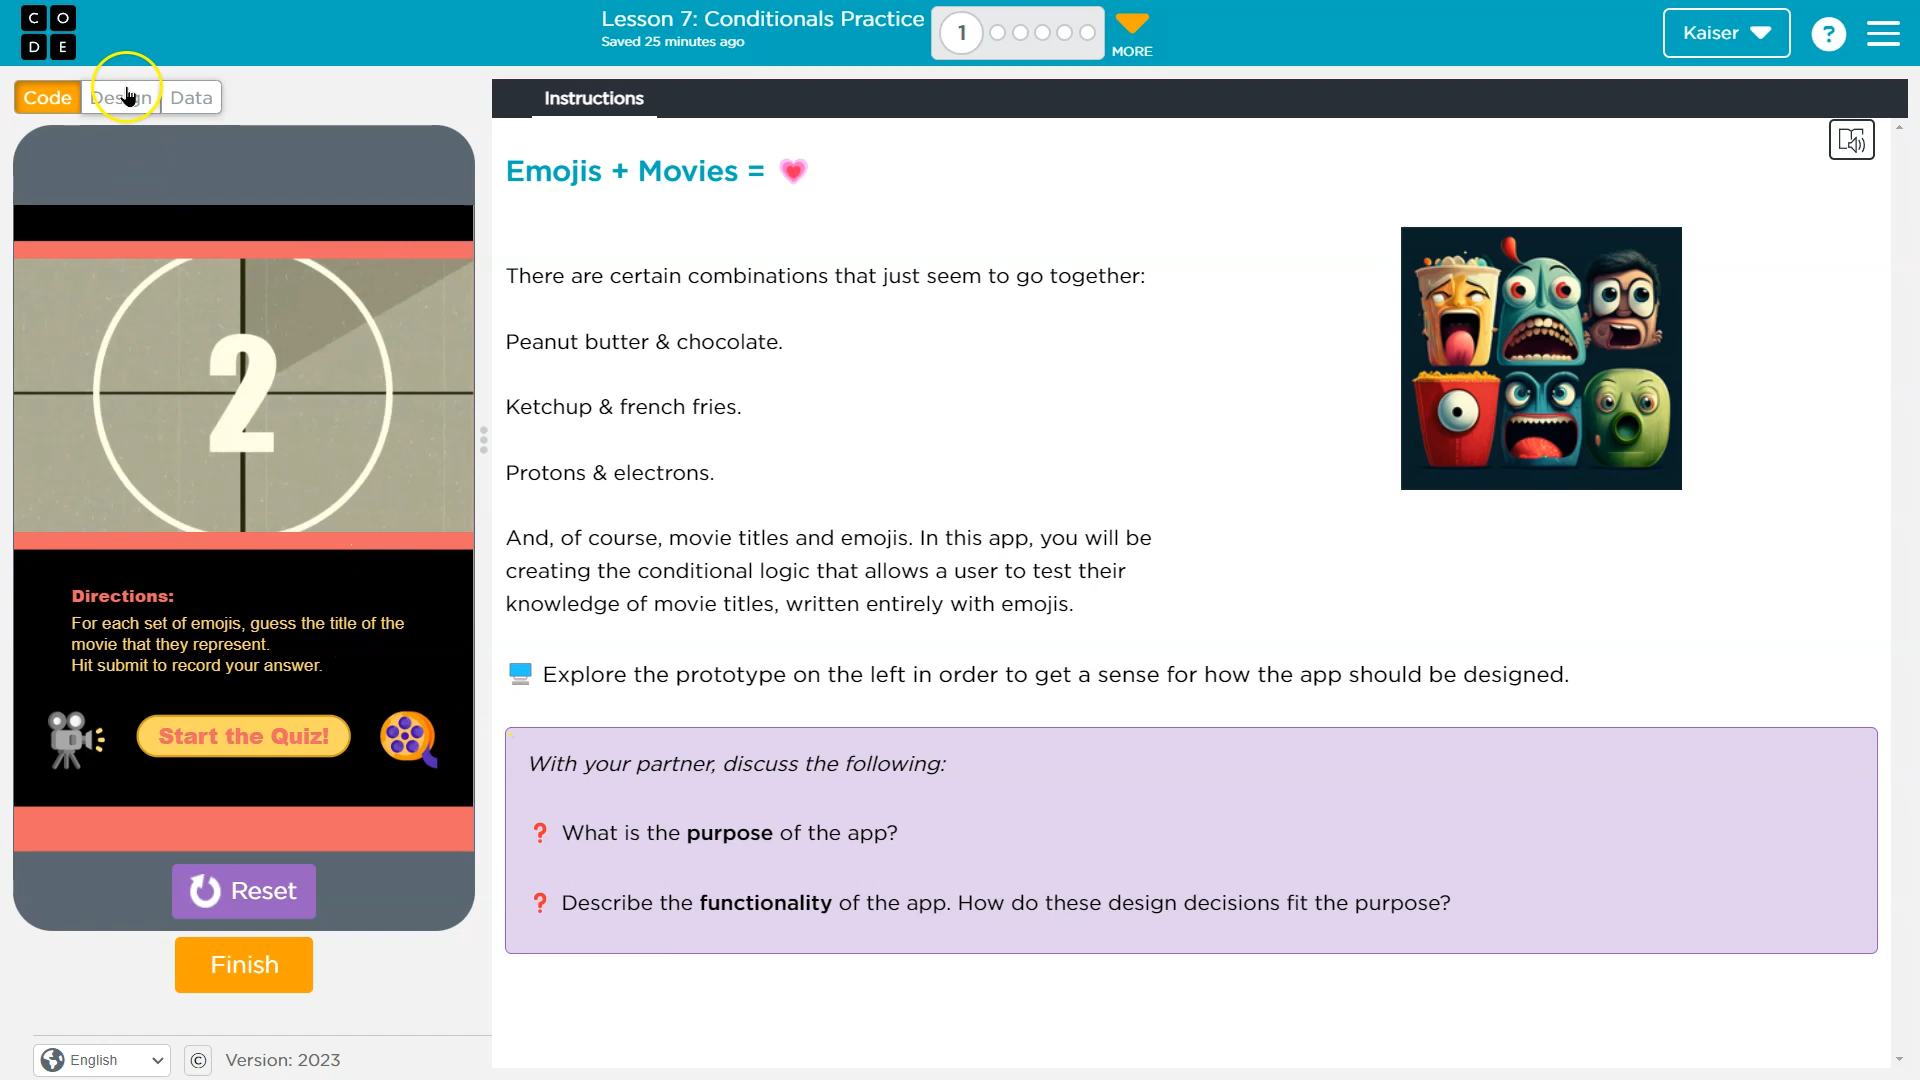 C O
D E
Lesson 7: Conditionals Practice
Saved 25 minutes ago
1
MORE
Kaiser
?
Code
Design
Data
Instructions
Emojis + Movies =
2
There are certain combinations that just seem to go together:
Peanut butter & chocolate.
Ketchup & french fries.
Protons & electrons.
And, of course, movie titles and emojis. In this app, you will be
creating the conditional logic that allows a user to test their
knowledge of movie titles, written entirely with emojis.
Directions:
For each set of emojis, guess the title of the
movie that they represent.
Hit submit to record your answer.
Start the Quiz!
Explore the prototype on the left in order to get a sense for how the app should be designed.
With your partner, discuss the following:
❓ What is the purpose of the app?
❓ Describe the functionality of the app. How do these design decisions fit the purpose?
Reset
Finish
English
©
Version: 2023